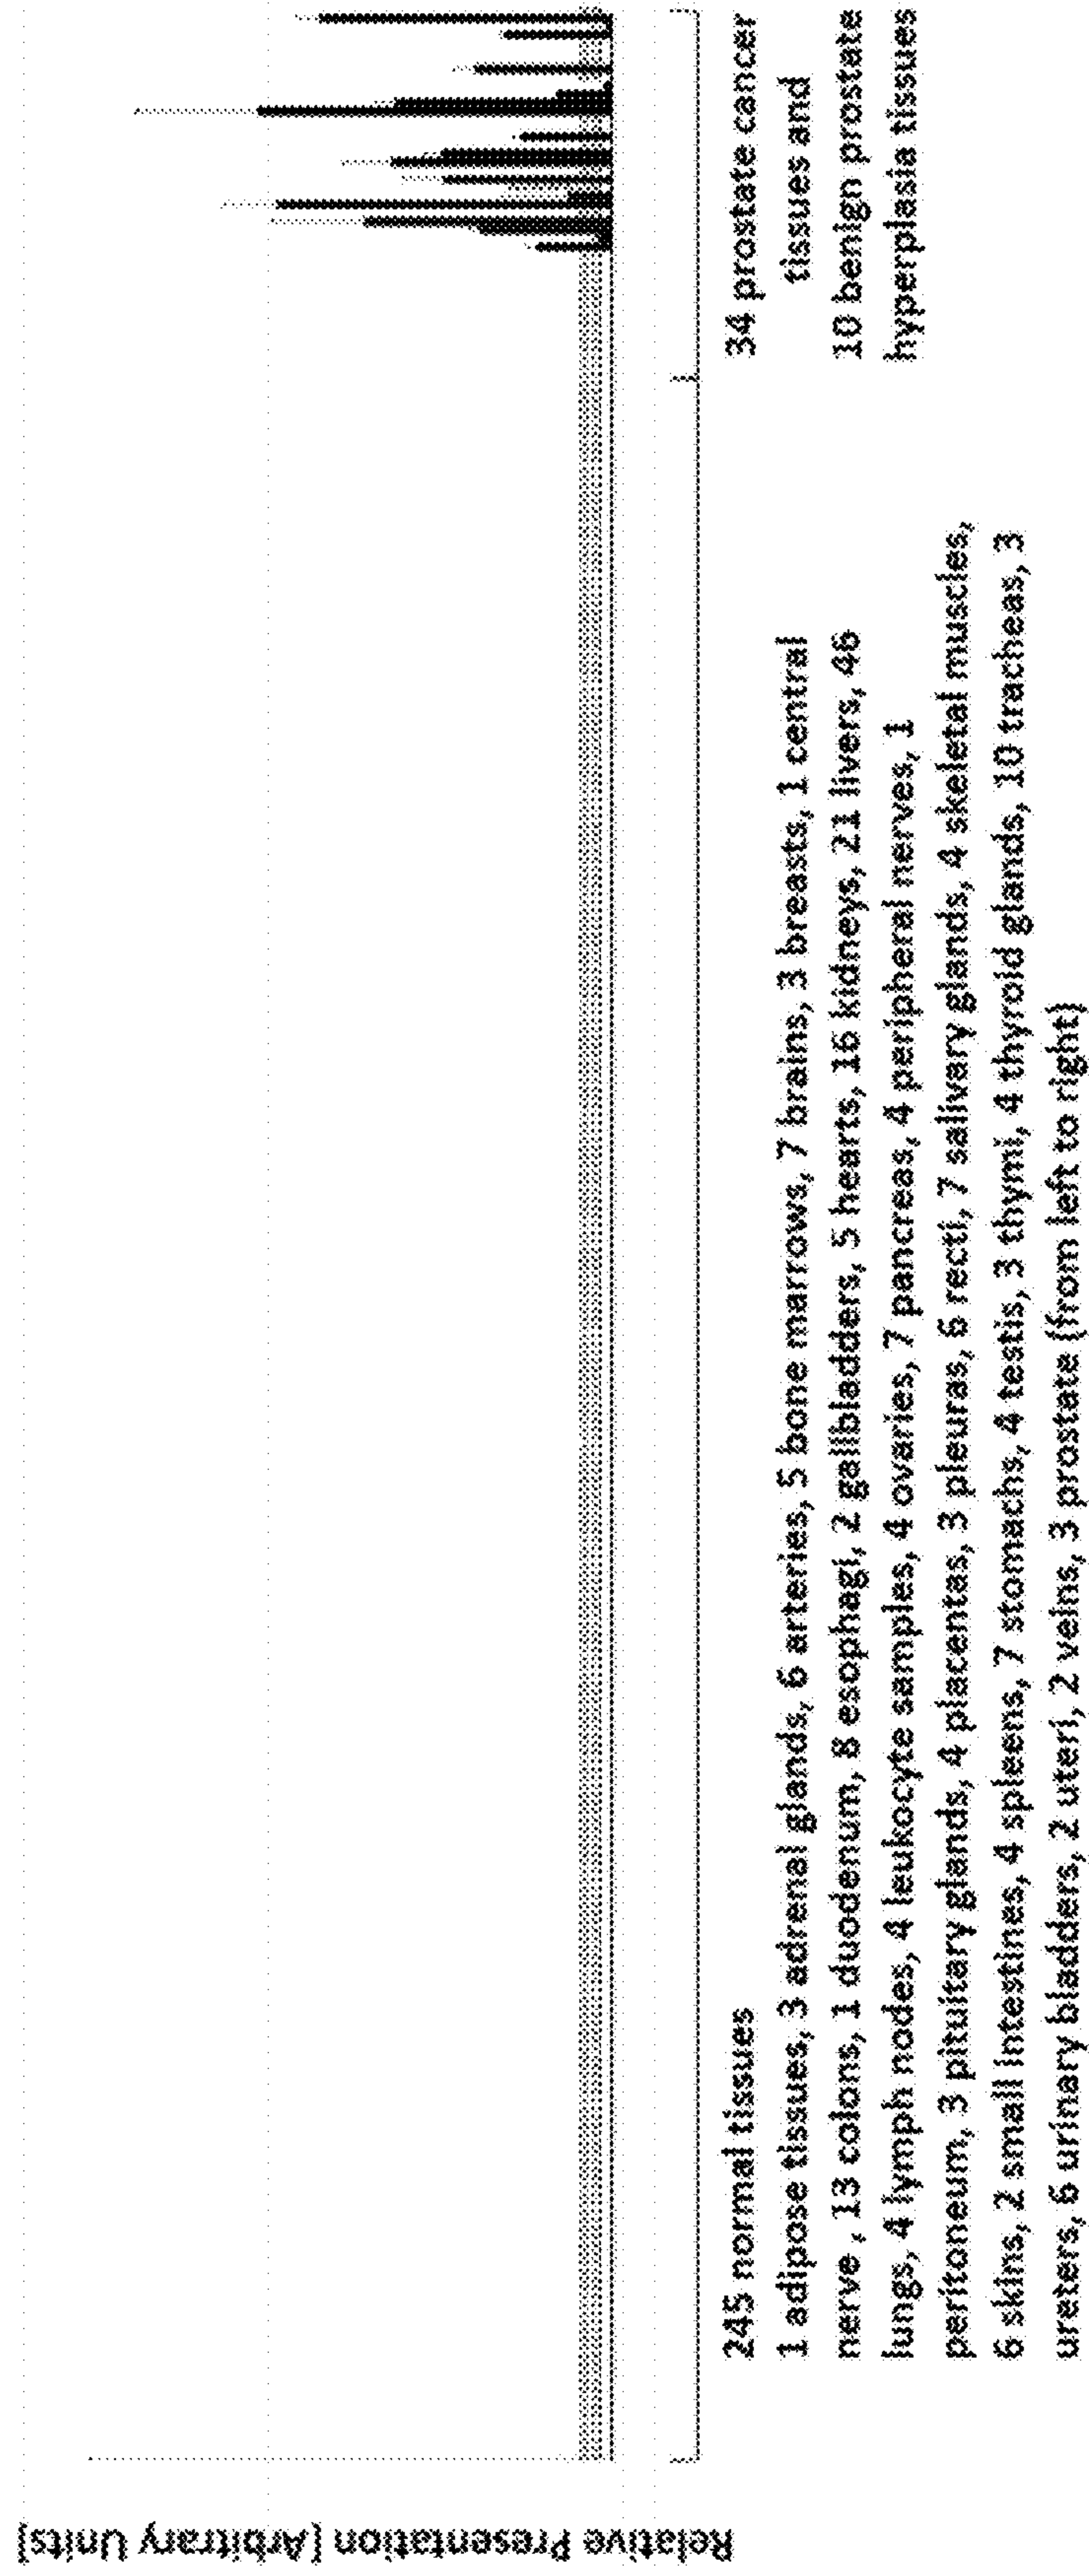 Relative Presentation [Arbitrary Units]
245 normal tissues
1 adipose tissues, 3 adrenal glands, 6 arteries, 5 bone marrows, 7 brains, 3 breasts, 1 central
nerve , 13 colons, 1 duodenum, 8 esophagi, 2 gallbladders, 5 hearts, 16 kidneys, 21 livers, 46
lungs, 4 lymph nodes, 4 leukocyte samples, 4 ovaries, 7 pancreas, 4 peripheral nerves, 1
peritoneum, 3 pituitary glands, 4 placentas, 3 pleuras, 6 recti, 7 salivary glands, 4 skeletal muscles,
6 skins, 2 small intestines, 4 spleens, 7 stomachs, 4 testis, 3 thymi, 4 thyroid glands, 10 tracheas, 3
ureters, 6 urinary bladders, 2 uteri, 2 veins, 3 prostate (from left to right)
34 prostate cancer
tissues and
10 benign prostate
hyperplasia tissues